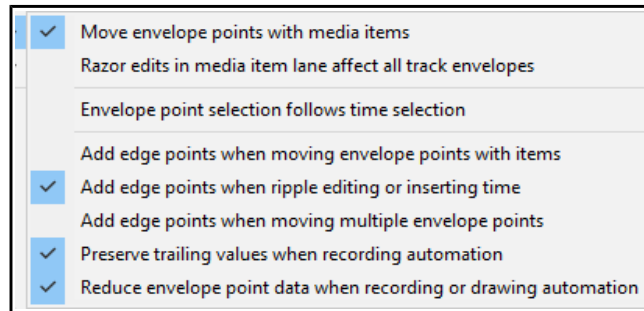 Move envelope points with media items
Razor edits in media item lane affect all track envelopes
Envelope point selection follows time selection
Add edge points when moving envelope points with items
Add edge points when ripple editing or inserting time
Add edge points when moving multiple envelope points
Preserve trailing values when recording automation
Reduce envelope point data when recording or drawing automation